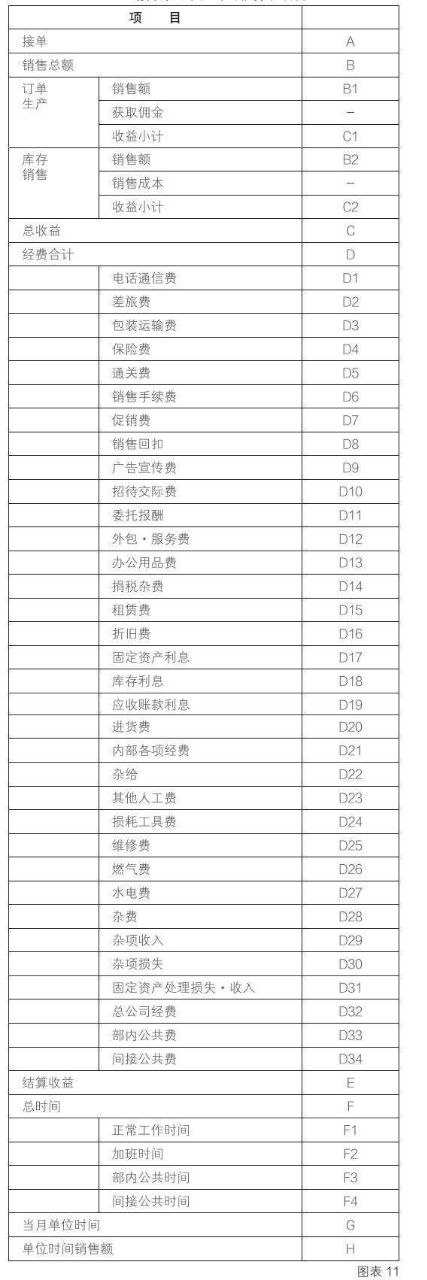 项 目
接单 A
销售总额 B
订单生产 销售额 B1
获取佣金 –
收益小计 C1
库存销售 销售额 B2
销售成本 –
收益小计 C2
总收益 C
经费合计 D
电话通信费 D1
差旅费 D2
包装运输费 D3
保险费 D4
通关费 D5
销售手续费 D6
促销费 D7
销售回扣 D8
广告宣传费 D9
招待交际费 D10
委托报酬 D11
外包·服务费 D12
办公用品费 D13
捐税杂费 D14
租赁费 D15
折旧费 D16
固定资产利息 D17
库存利息 D18
应收账款利息 D19
进货费 D20
内部各项经费 D21
杂给 D22
其他人工费 D23
损耗工具费 D24
维修费 D25
燃气费 D26
水电费 D27
杂费 D28
杂项收入 D29
杂项损失 D30
固定资产处理损失·收入 D31
总公司经费 D32
部内公共费 D33
间接公共费 D34
结算收益 E
总时间 F
正常工作时间 F1
加班时间 F2
部内公共时间 F3
间接公共时间 F4
当月单位时间 G
单位时间销售额 H
图表 11